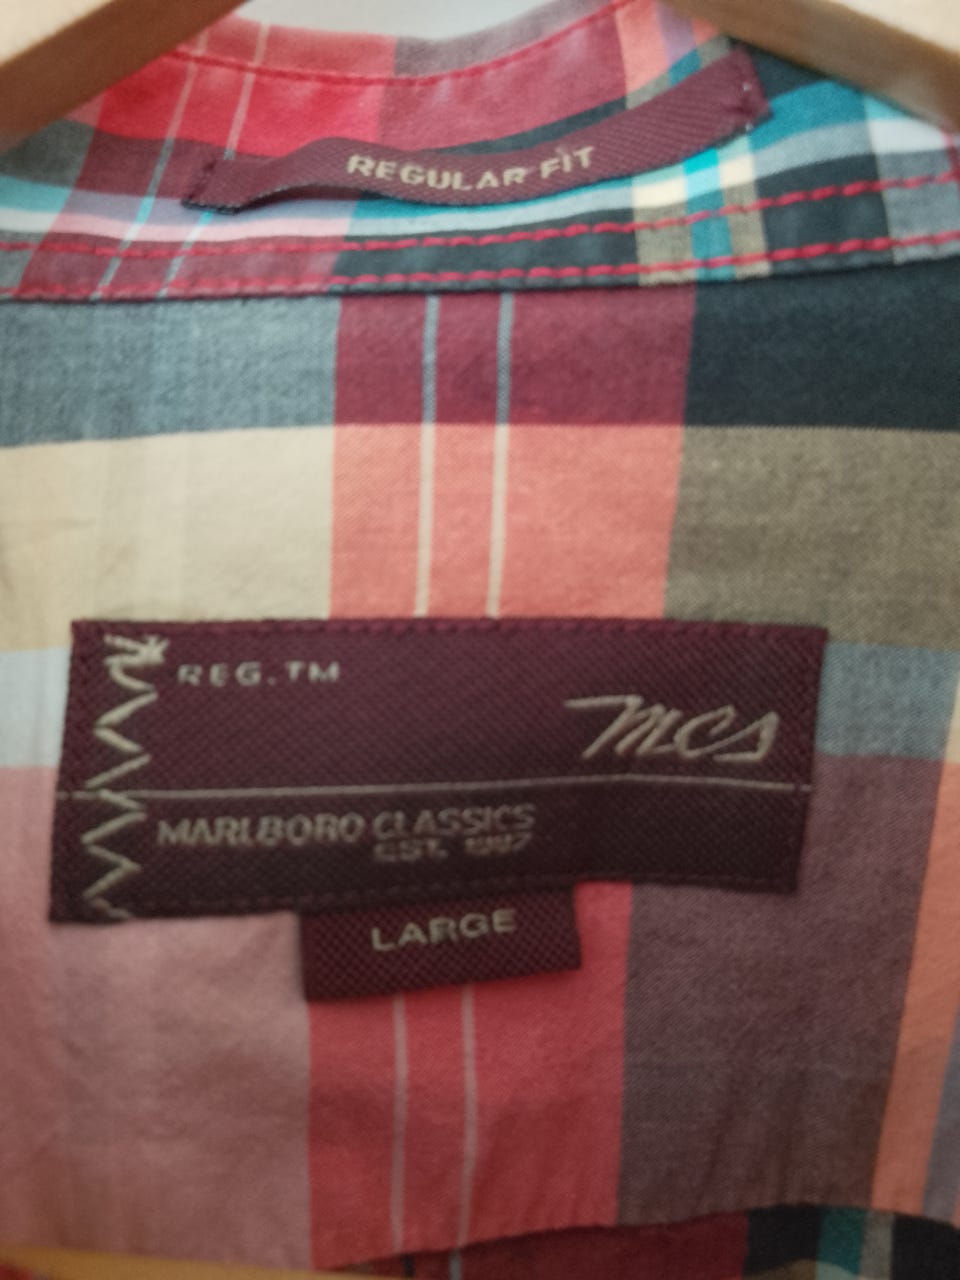 REGULAR FIT
REG.TM
MCS
MARLBORO CLASSICS
EST. 1987
LARGE